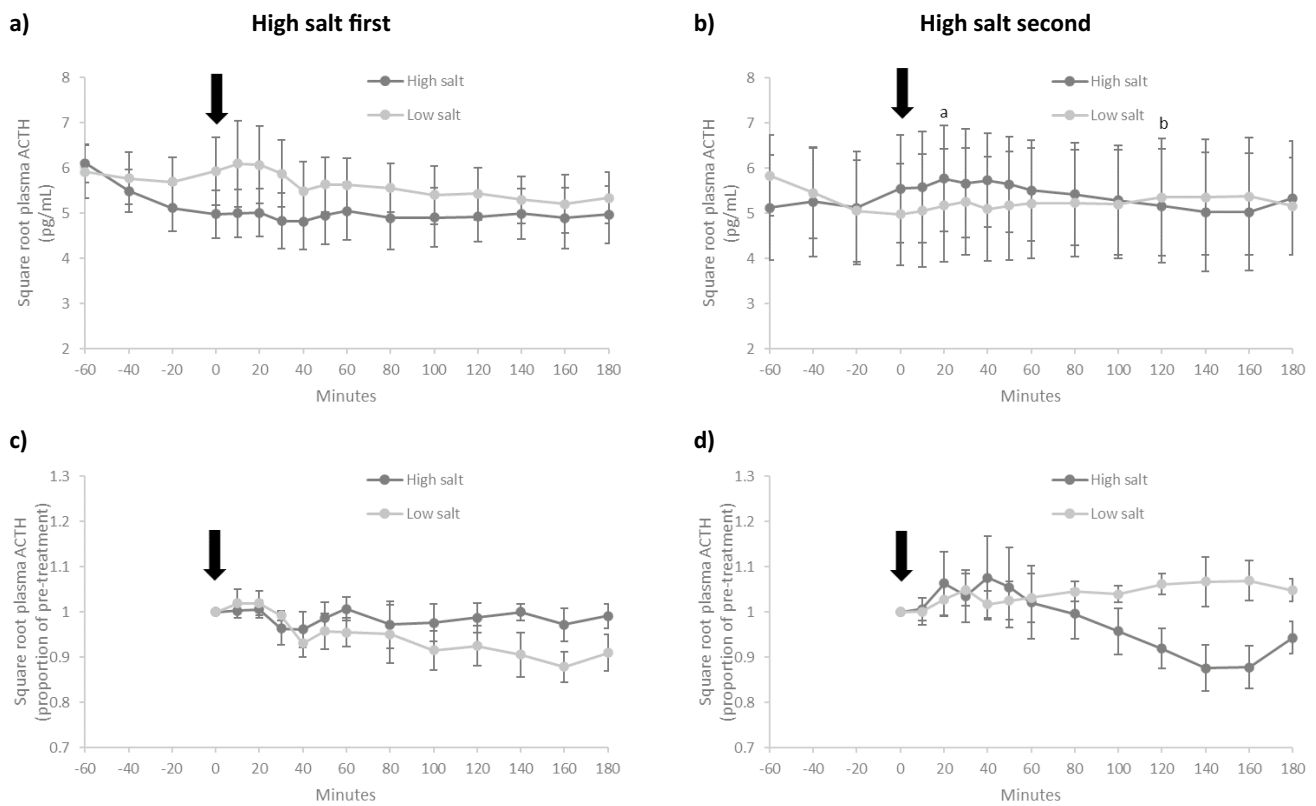 a)
High salt first
High salt
Low salt
8
7
6
5
4
3
2
Square root plasma ACTH
(pg/mL)
-60 -40 -20 0 20 40 60 80 100 120 140 160 180
Minutes
b)
High salt second
High salt
Low salt
a
b
8
7
6
5
4
3
2
Square root plasma ACTH
(pg/mL)
-60 -40 -20 0 20 40 60 80 100 120 140 160 180
Minutes
c)
High salt
Low salt
1.3
1.2
1.1
1
0.9
0.8
0.7
Square root plasma ACTH
(proportion of pre-treatment)
-60 -40 -20 0 20 40 60 80 100 120 140 160 180
Minutes
d)
High salt
Low salt
1.3
1.2
1.1
1
0.9
0.8
0.7
Square root plasma ACTH
(proportion of pre-treatment)
-60 -40 -20 0 20 40 60 80 100 120 140 160 180
Minutes